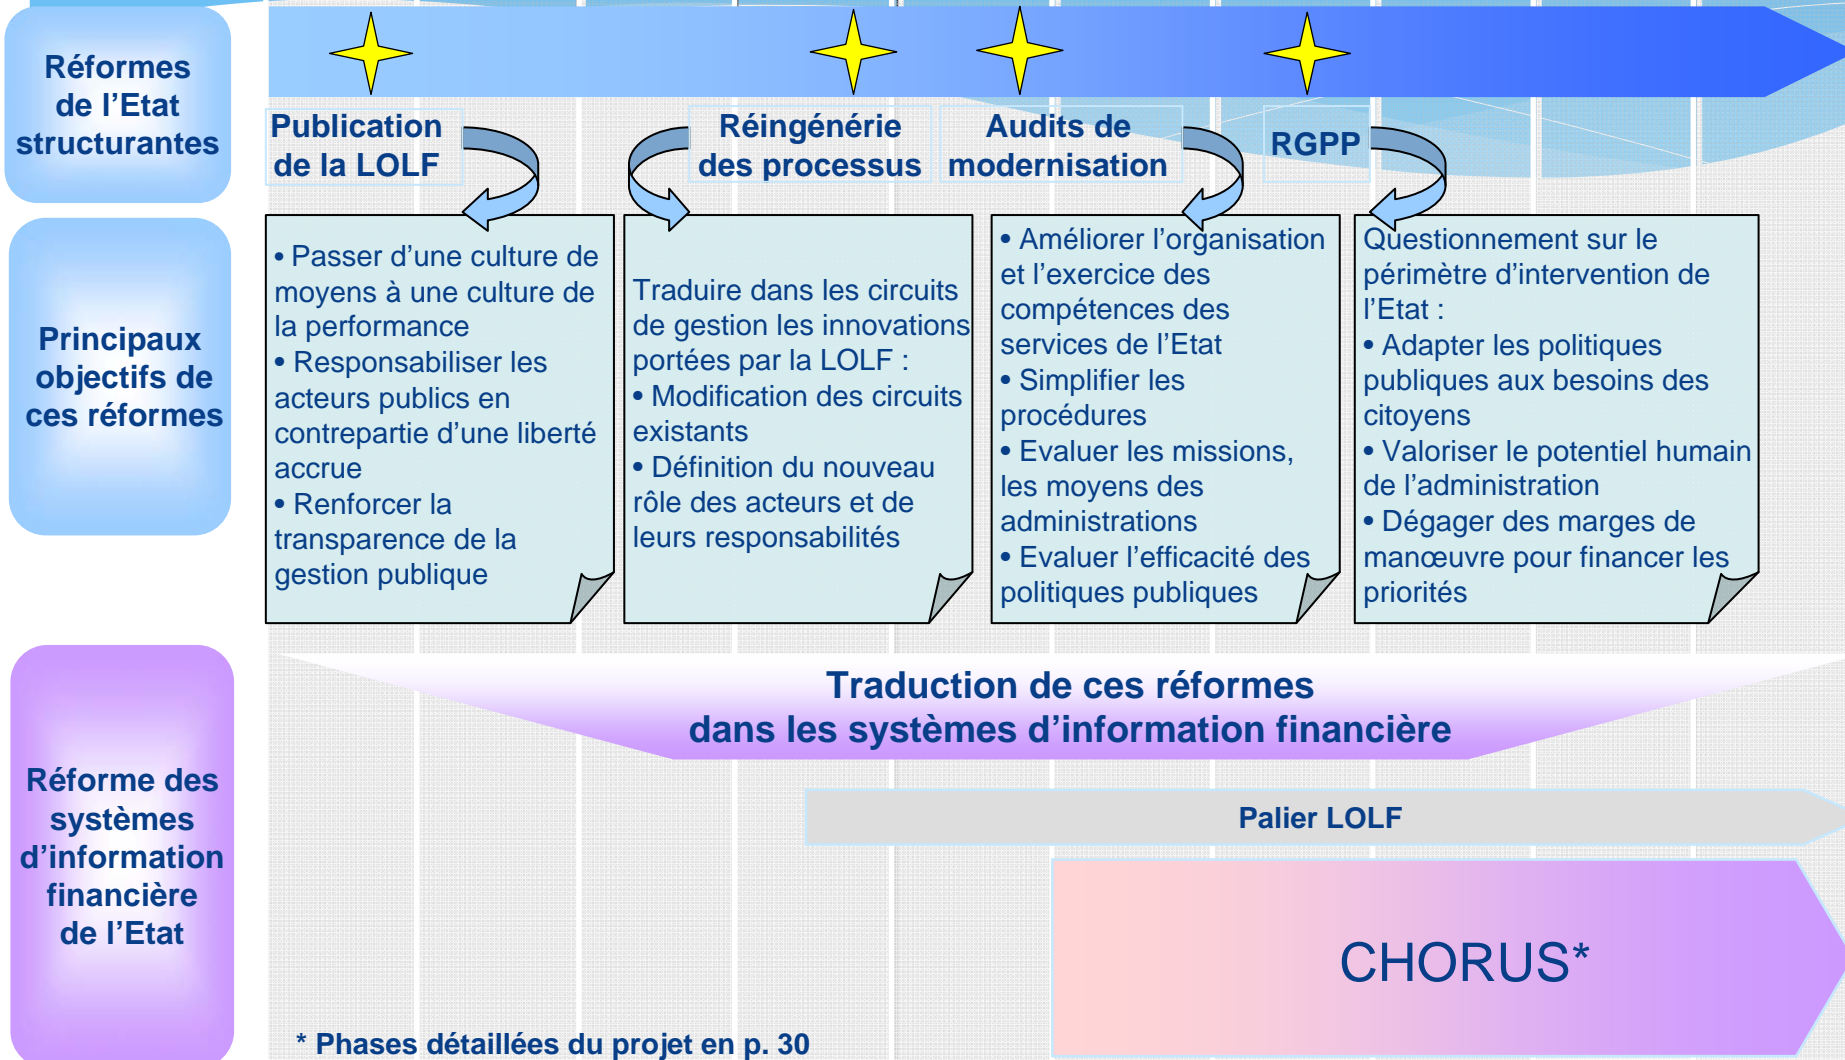 Réformes
de l’Etat
structurantes
Publication
de la LOLF
Réingénérie
des processus
Audits de
modernisation
RGPP
Principaux
objectifs de
ces réformes
• Passer d’une culture de
moyens à une culture de
la performance
• Responsabiliser les
acteurs publics en
contrepartie d’une liberté
accrue
• Renforcer la
transparence de la
gestion publique
Traduire dans les circuits
de gestion les innovations
portées par la LOLF :
• Modification des circuits
existants
• Définition du nouveau
rôle des acteurs et de
leurs responsabilités
• Améliorer l’organisation
et l’exercice des
compétences des
services de l’Etat
• Simplifier les
procédures
• Evaluer les missions,
les moyens des
administrations
• Evaluer l’efficacité des
politiques publiques
Questionnement sur le
périmètre d’intervention de
l’Etat :
• Adapter les politiques
publiques aux besoins des
citoyens
• Valoriser le potentiel humain
de l’administration
• Dégager des marges de
manœuvre pour financer les
priorités
Réforme des
systèmes
d’information
financière
de l’Etat
Traduction de ces réformes
dans les systèmes d’information financière
Palier LOLF
CHORUS*
* Phases détaillées du projet en p. 30